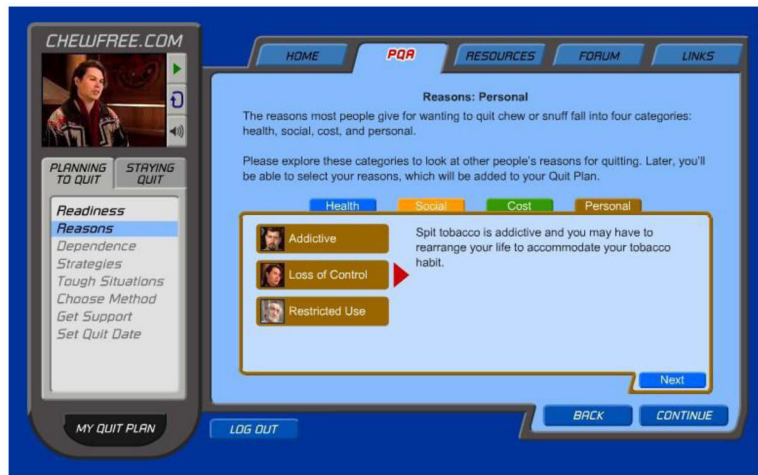 CHEWFREE.COM
HOME
PQA
RESOURCES
FORUM
LINKS
PLANNING TO QUIT
STAYING QUIT
Readiness
Reasons
Dependence
Strategies
Tough Situations
Choose Method
Get Support
Set Quit Date
MY QUIT PLAN
Reasons: Personal
The reasons most people give for wanting to quit chew or snuff fall into four categories:
health, social, cost, and personal.
Please explore these categories to look at other people's reasons for quitting. Later, you'll
be able to select your reasons, which will be added to your Quit Plan.
Health
Social
Cost
Personal
Addictive
Loss of Control
Restricted Use
Spit tobacco is addictive and you may have to
rearrange your life to accommodate your tobacco
habit.
Next
BACK
CONTINUE
LOG OUT